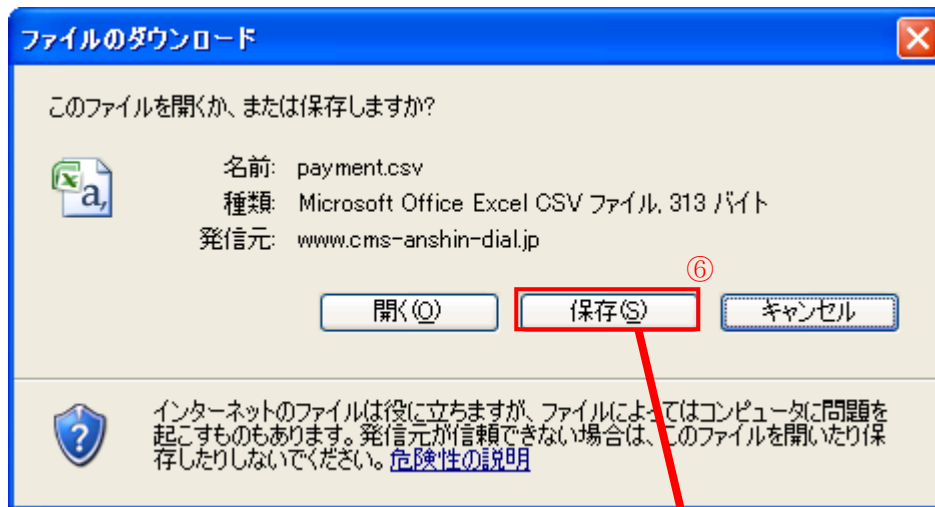 ファイルのダウンロード
このファイルを開くか、または保存しますか?
名前: payment.csv
種類: Microsoft Office Excel CSV ファイル, 313 バイト
発信元: www.cms-anshin-dial.jp
⑥
開く(O) 保存(S) キャンセル
インターネットのファイルは役に立ちますが、ファイルによってはコンピュータに問題を
起こすものもあります。発信元が信頼できない場合は、このファイルを開いたり保
存したりしないでください。危険性の説明